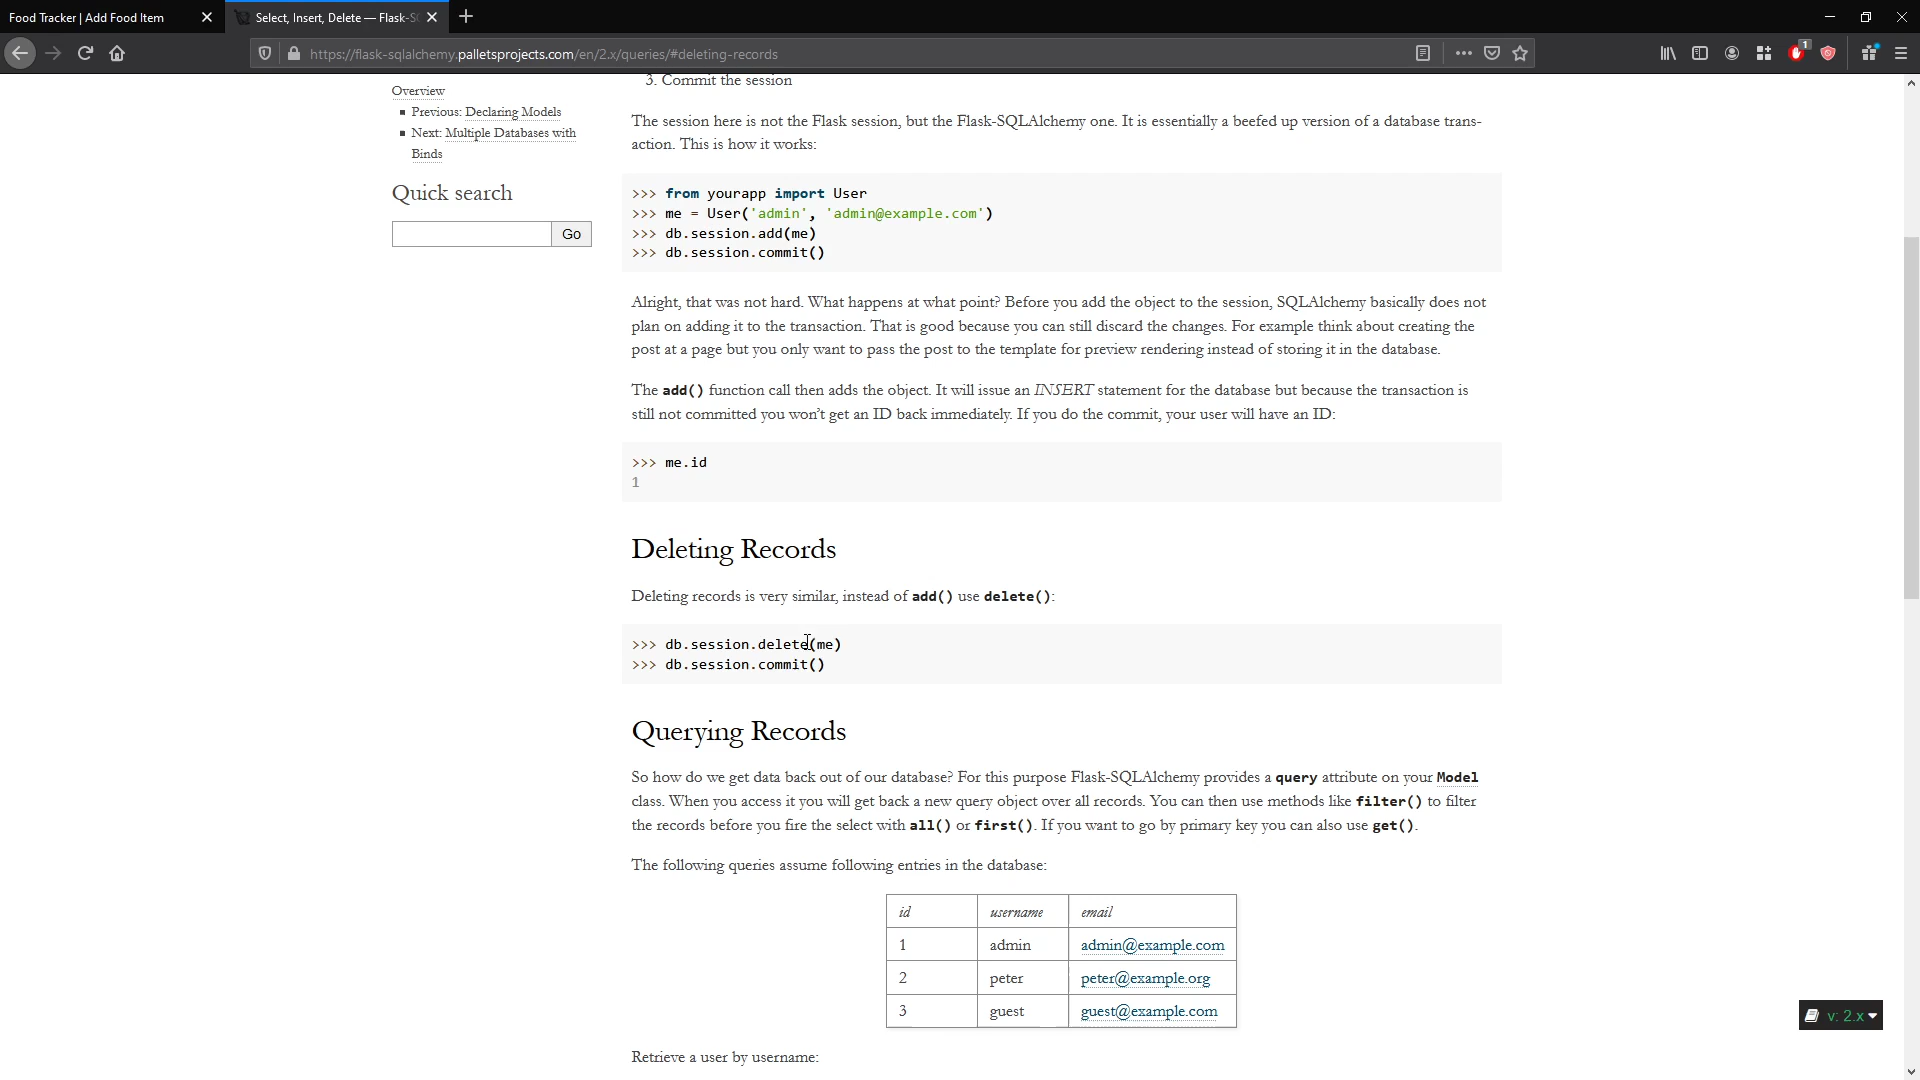 Food Tracker | Add Food Item
Select, Insert, Delete — Flask-S
https://flask-sqlalchemy.palletsprojects.com/en/2.x/queries/#deleting-records
1
Overview
Previous: Declaring Models
Next: Multiple Databases with
Binds
Quick search
Go
3. Commit the session
The session here is not the Flask session, but the Flask-SQLAlchemy one. It is essentially a beefed up version of a database trans-
action. This is how it works:
>>> from yourapp import User
>>> me = User('admin', 'admin@example.com')
>>> db.session.add(me)
>>> db.session.commit()
Alright, that was not hard. What happens at what point? Before you add the object to the session, SQLAlchemy basically does not
plan on adding it to the transaction. That is good because you can still discard the changes. For example think about creating the
post at a page but you only want to pass the post to the template for preview rendering instead of storing it in the database.
The add() function call then adds the object. It will issue an INSERT statement for the database but because the transaction is
still not committed you won’t get an ID back immediately. If you do the commit, your user will have an ID:
>>> me.id
1
Deleting Records
Deleting records is very similar, instead of add() use delete():
>>> db.session.delete(me)
>>> db.session.commit()
Querying Records
So how do we get data back out of our database? For this purpose Flask-SQLAlchemy provides a query attribute on your Model
class. When you access it you will get back a new query object over all records. You can then use methods like filter() to filter
the records before you fire the select with all() or first(). If you want to go by primary key you can also use get().
The following queries assume following entries in the database:
id username email
1 admin admin@example.com
2 peter peter@example.org
3 guest guest@example.com
Retrieve a user by username:
v: 2.x